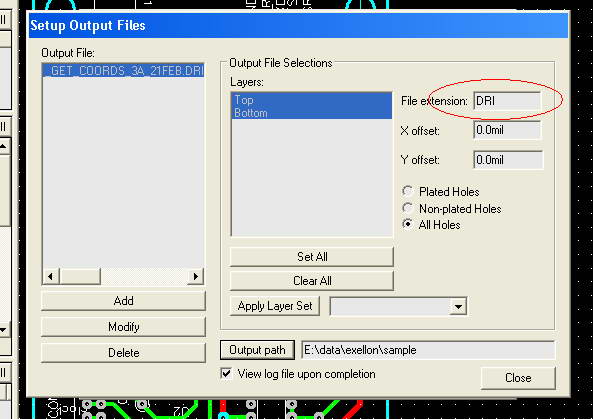 Setup Output Files
Output File:
_GET_COORDS_3A_21FEB.DRI
Output File Selections
Layers:
Top
Bottom
File extension: DRI
X offset: 0.0mil
Y offset: 0.0mil
Plated Holes
Non-plated Holes
All Holes
Set All
Clear All
Apply Layer Set
Add
Modify
Delete
Output path E:\data\exellon\sample
View log file upon completion
Close